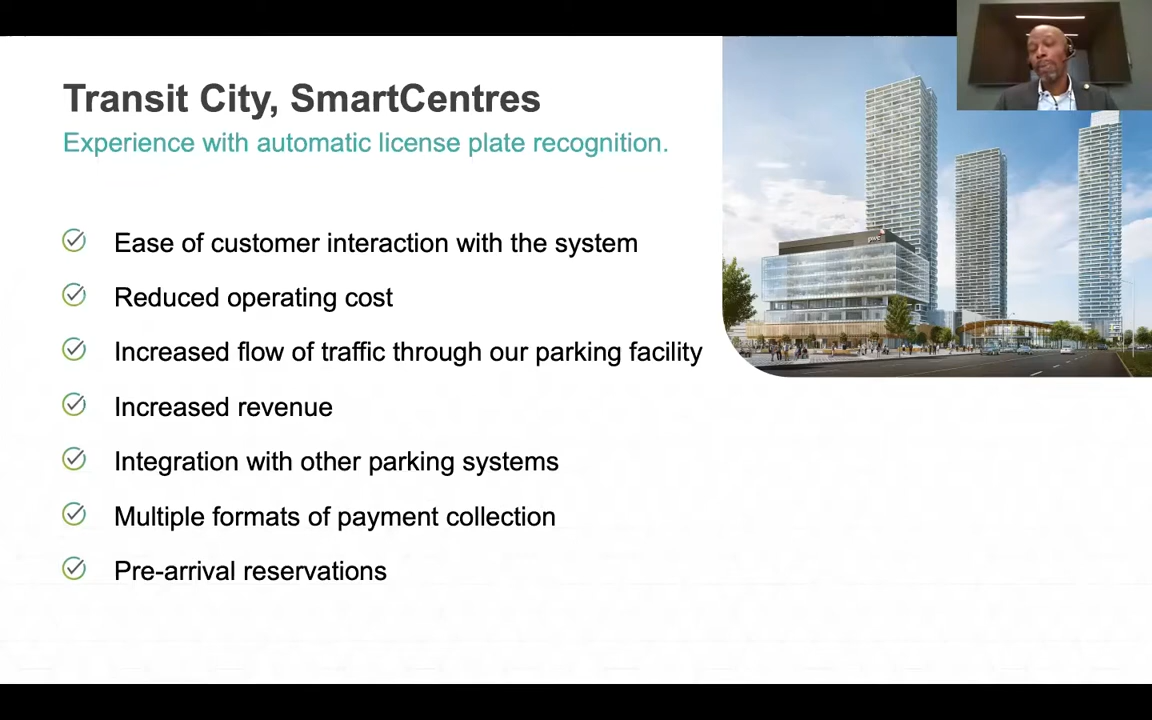 Transit City, SmartCentres
Experience with automatic license plate recognition.
pwc
Ease of customer interaction with the system
Reduced operating cost
Increased flow of traffic through our parking facility
Increased revenue
Integration with other parking systems
Multiple formats of payment collection
Pre-arrival reservations